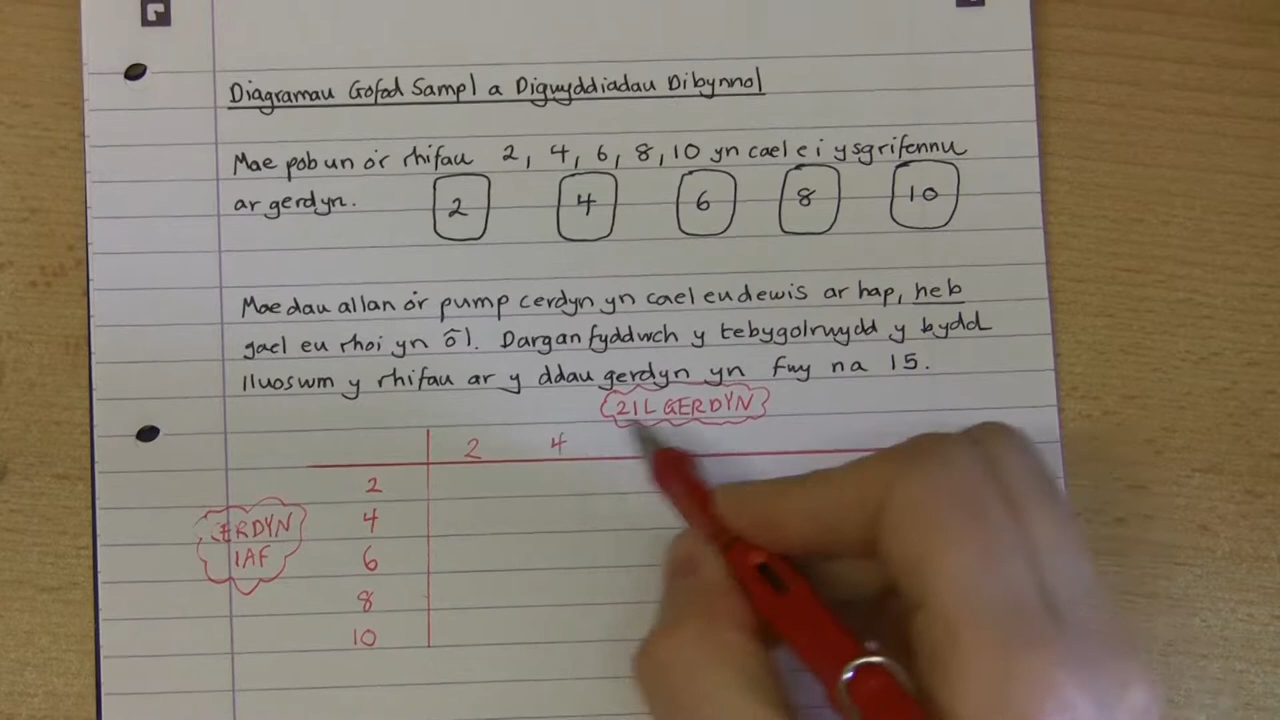 Diagramau Gofod Sampl a Digwyddiadau Dibynnol
Mae pob un o'r rhifau 2, 4, 6, 8, 10 yn cael ei ysgrifennu
ar gerdyn. 2 4 6 8 10
Mae dau allan o'r pump cerdyn yn cael eu dewis ar hap, heb
gael eu rhoi yn ôl. Darganfyddwch y tebygolrwydd y bydd
lluoswm y rhifau ar y ddau gerdyn yn fwy na 15.
2IL GERDYN
2 4
2
CERDYN 4
1AF 6
8
10